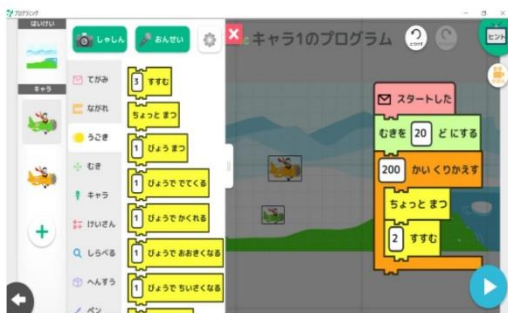 プログラミング
はいけい
しゃしん
おんせい
キャラ1のプログラム
ヒント
キャラ
てがみ
ながれ
うごき
むき
キャラ
けいさん
しらべる
へんすう
ペン
3 すすむ
ちょっと まつ
1 びょう まつ
1 びょうで でてくる
1 びょうで かくれる
1 びょうで おおきくなる
1 びょうで ちいさくなる
スタートした
むきを 20 ど にする
200 かい くりかえす
ちょっと まつ
2 すすむ